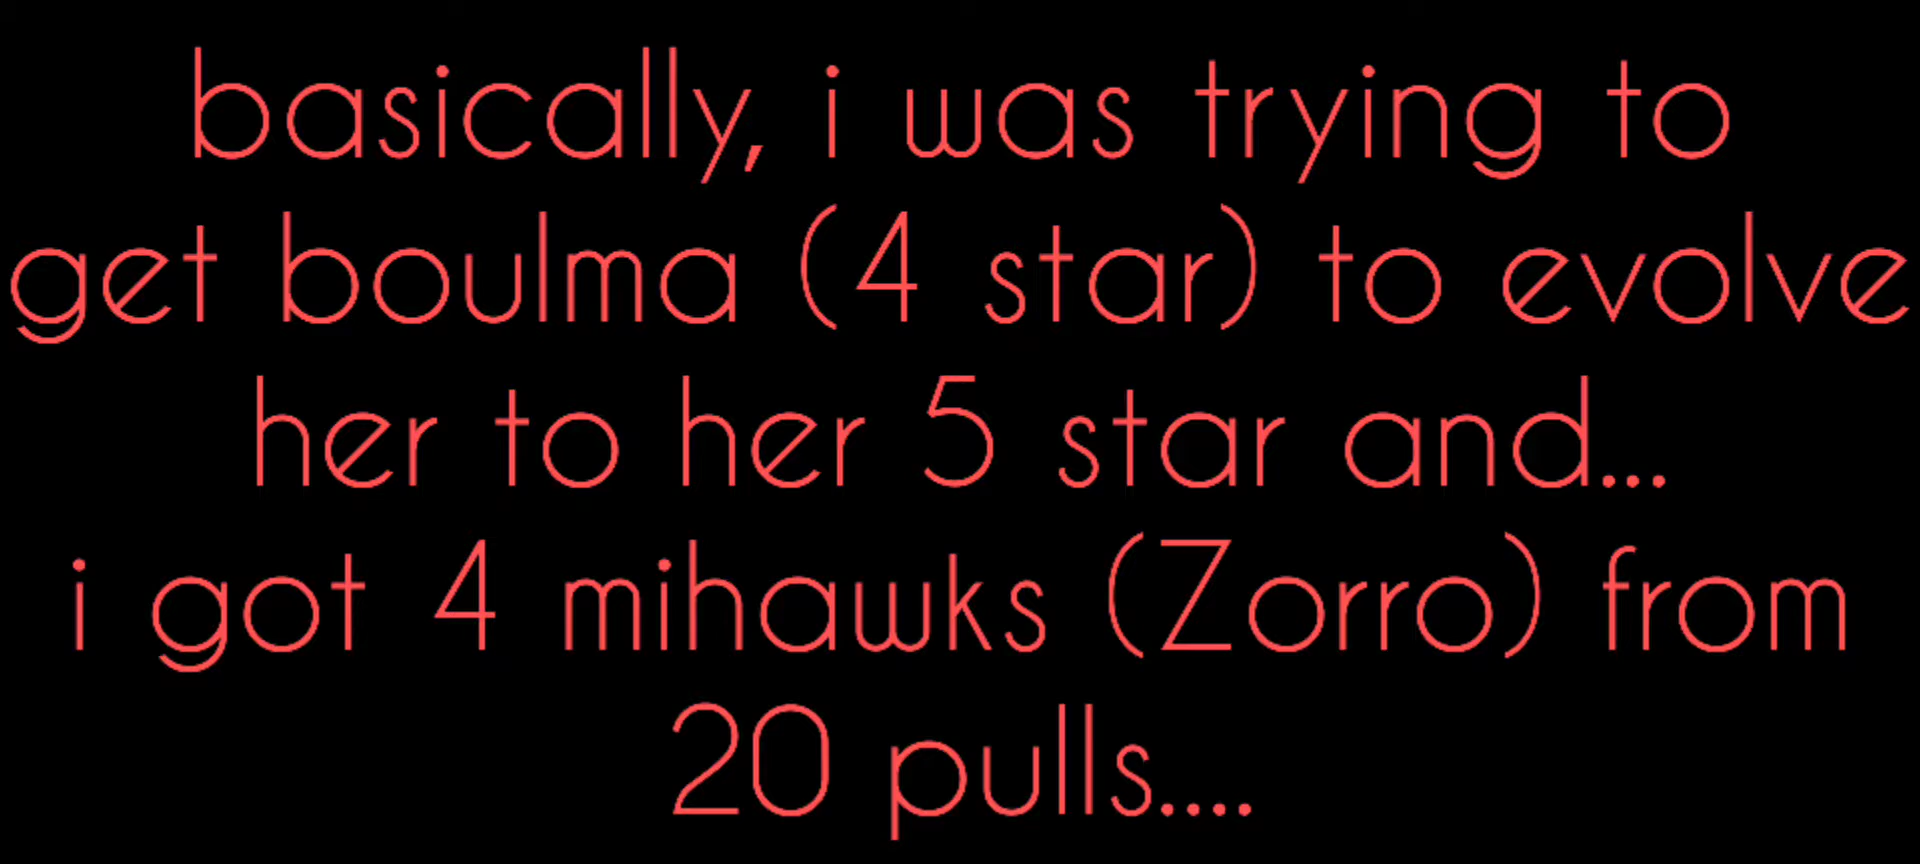 basically, i was trying to
get boulma (4 star) to evolve
her to her 5 star and...
i got 4 mihawks (Zorro) from
20 pulls....